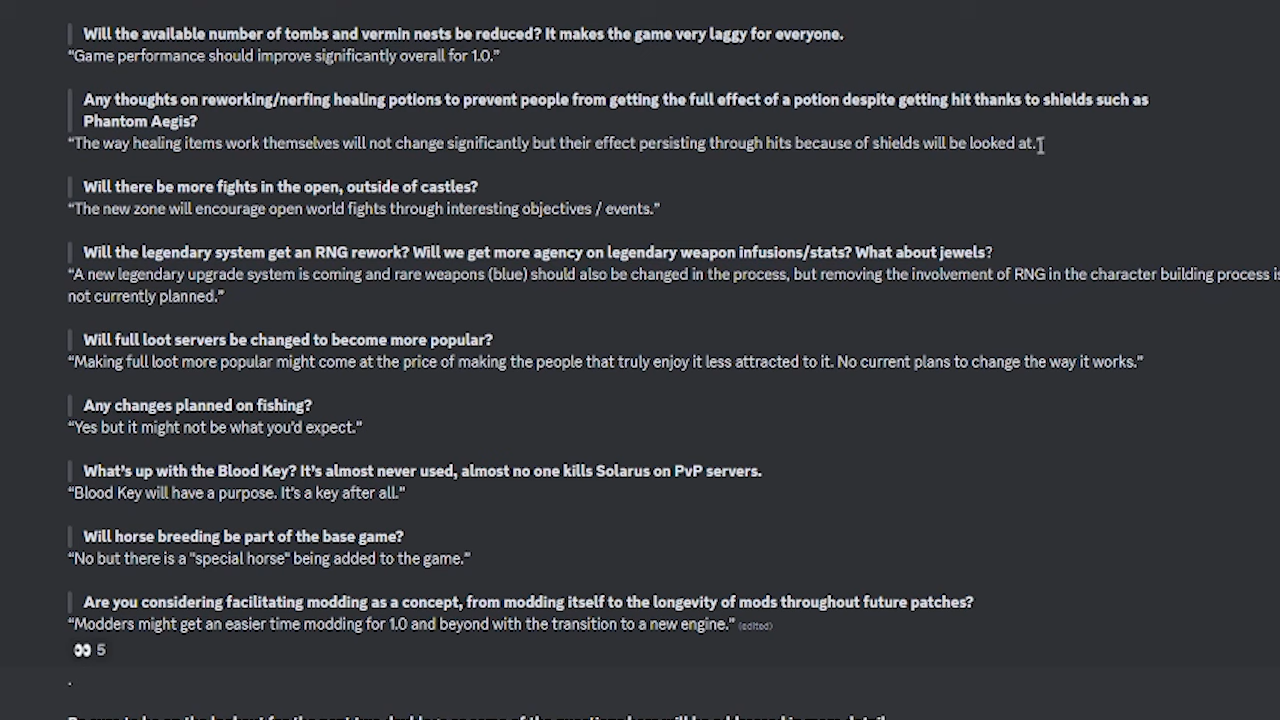 Will the available number of tombs and vermin nests be reduced? It makes the game very laggy for everyone.
“Game performance should improve significantly overall for 1.0.”
Any thoughts on reworking/nerfing healing potions to prevent people from getting the full effect of a potion despite getting hit thanks to shields such as
Phantom Aegis?
“The way healing items work themselves will not change significantly but their effect persisting through hits because of shields will be looked at.
Will there be more fights in the open, outside of castles?
“The new zone will encourage open world fights through interesting objectives / events.”
Will the legendary system get an RNG rework? Will we get more agency on legendary weapon infusions/stats? What about jewels?
“A new legendary upgrade system is coming and rare weapons (blue) should also be changed in the process, but removing the involvement of RNG in the character building process is
not currently planned.”
Will full loot servers be changed to become more popular?
“Making full loot more popular might come at the price of making the people that truly enjoy it less attracted to it. No current plans to change the way it works.”
Any changes planned on fishing?
“Yes but it might not be what you’d expect.”
What’s up with the Blood Key? It’s almost never used, almost no one kills Solarus on PvP servers.
“Blood Key will have a purpose. It’s a key after all.”
Will horse breeding be part of the base game?
“No but there is a "special horse" being added to the game.”
Are you considering facilitating modding as a concept, from modding itself to the longevity of mods throughout future patches?
“Modders might get an easier time modding for 1.0 and beyond with the transition to a new engine.” (edited)
👀 5
.